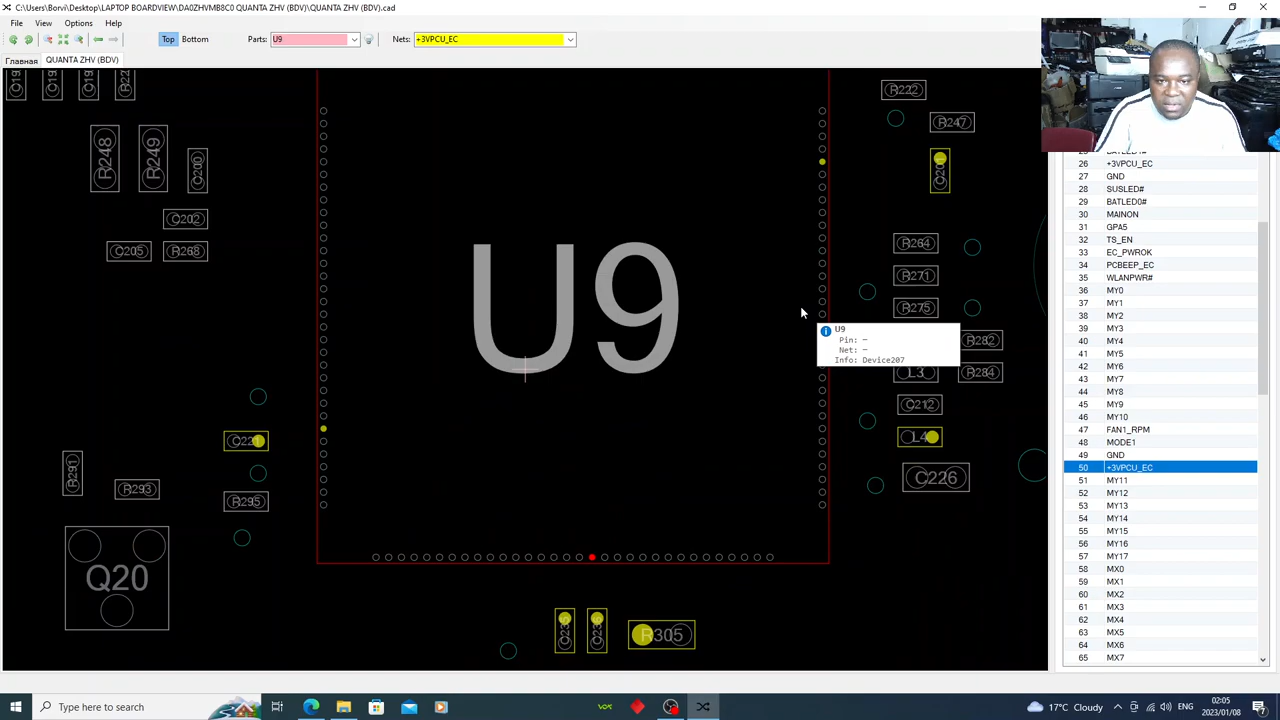 C:\Users\Borvi\Desktop\LAPTOP BOARDVIEW\DA0ZHVMB8C0 QUANTA ZHV (BDV)\QUANTA ZHV (BDV).cad
File View Options Help
Top Bottom Parts: U9 Nets: +3VPCU_EC
Главная QUANTA ZHV (BDV)
R222
R247
R248 R249 C200
C201
C202
C205 R268
R264
R271
R275
U9
U9
Pin: —
Net: —
Info: Device207
R282
L3 R284
C212
C221 L4
C226
R291 R293 R295
Q20
C235 C236 R305
26 +3VPCU_EC
27 GND
28 SUSLED#
29 BATLED0#
30 MAINON
31 GPA5
32 TS_EN
33 EC_PWROK
34 PCBEEP_EC
35 WLANPWR#
36 MY0
37 MY1
38 MY2
39 MY3
40 MY4
41 MY5
42 MY6
43 MY7
44 MY8
45 MY9
46 MY10
47 FAN1_RPM
48 MODE1
49 GND
50 +3VPCU_EC
51 MY11
52 MY12
53 MY13
54 MY14
55 MY15
56 MY16
57 MY17
58 MX0
59 MX1
60 MX2
61 MX3
62 MX4
63 MX5
64 MX6
65 MX7
Type here to search
17°C Cloudy
ENG
02:05
2023/01/08